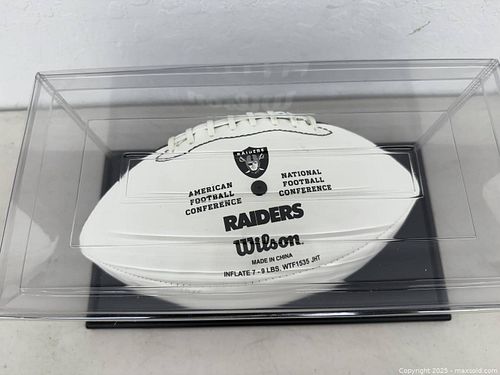 RAIDERS
AMERICAN
FOOTBALL
CONFERENCE
NATIONAL
FOOTBALL
CONFERENCE
RAIDERS
Wilson.
MADE IN CHINA
INFLATE 7 - 9 LBS. WTF1535 JHT
Copyright 2025 - maxsold.com